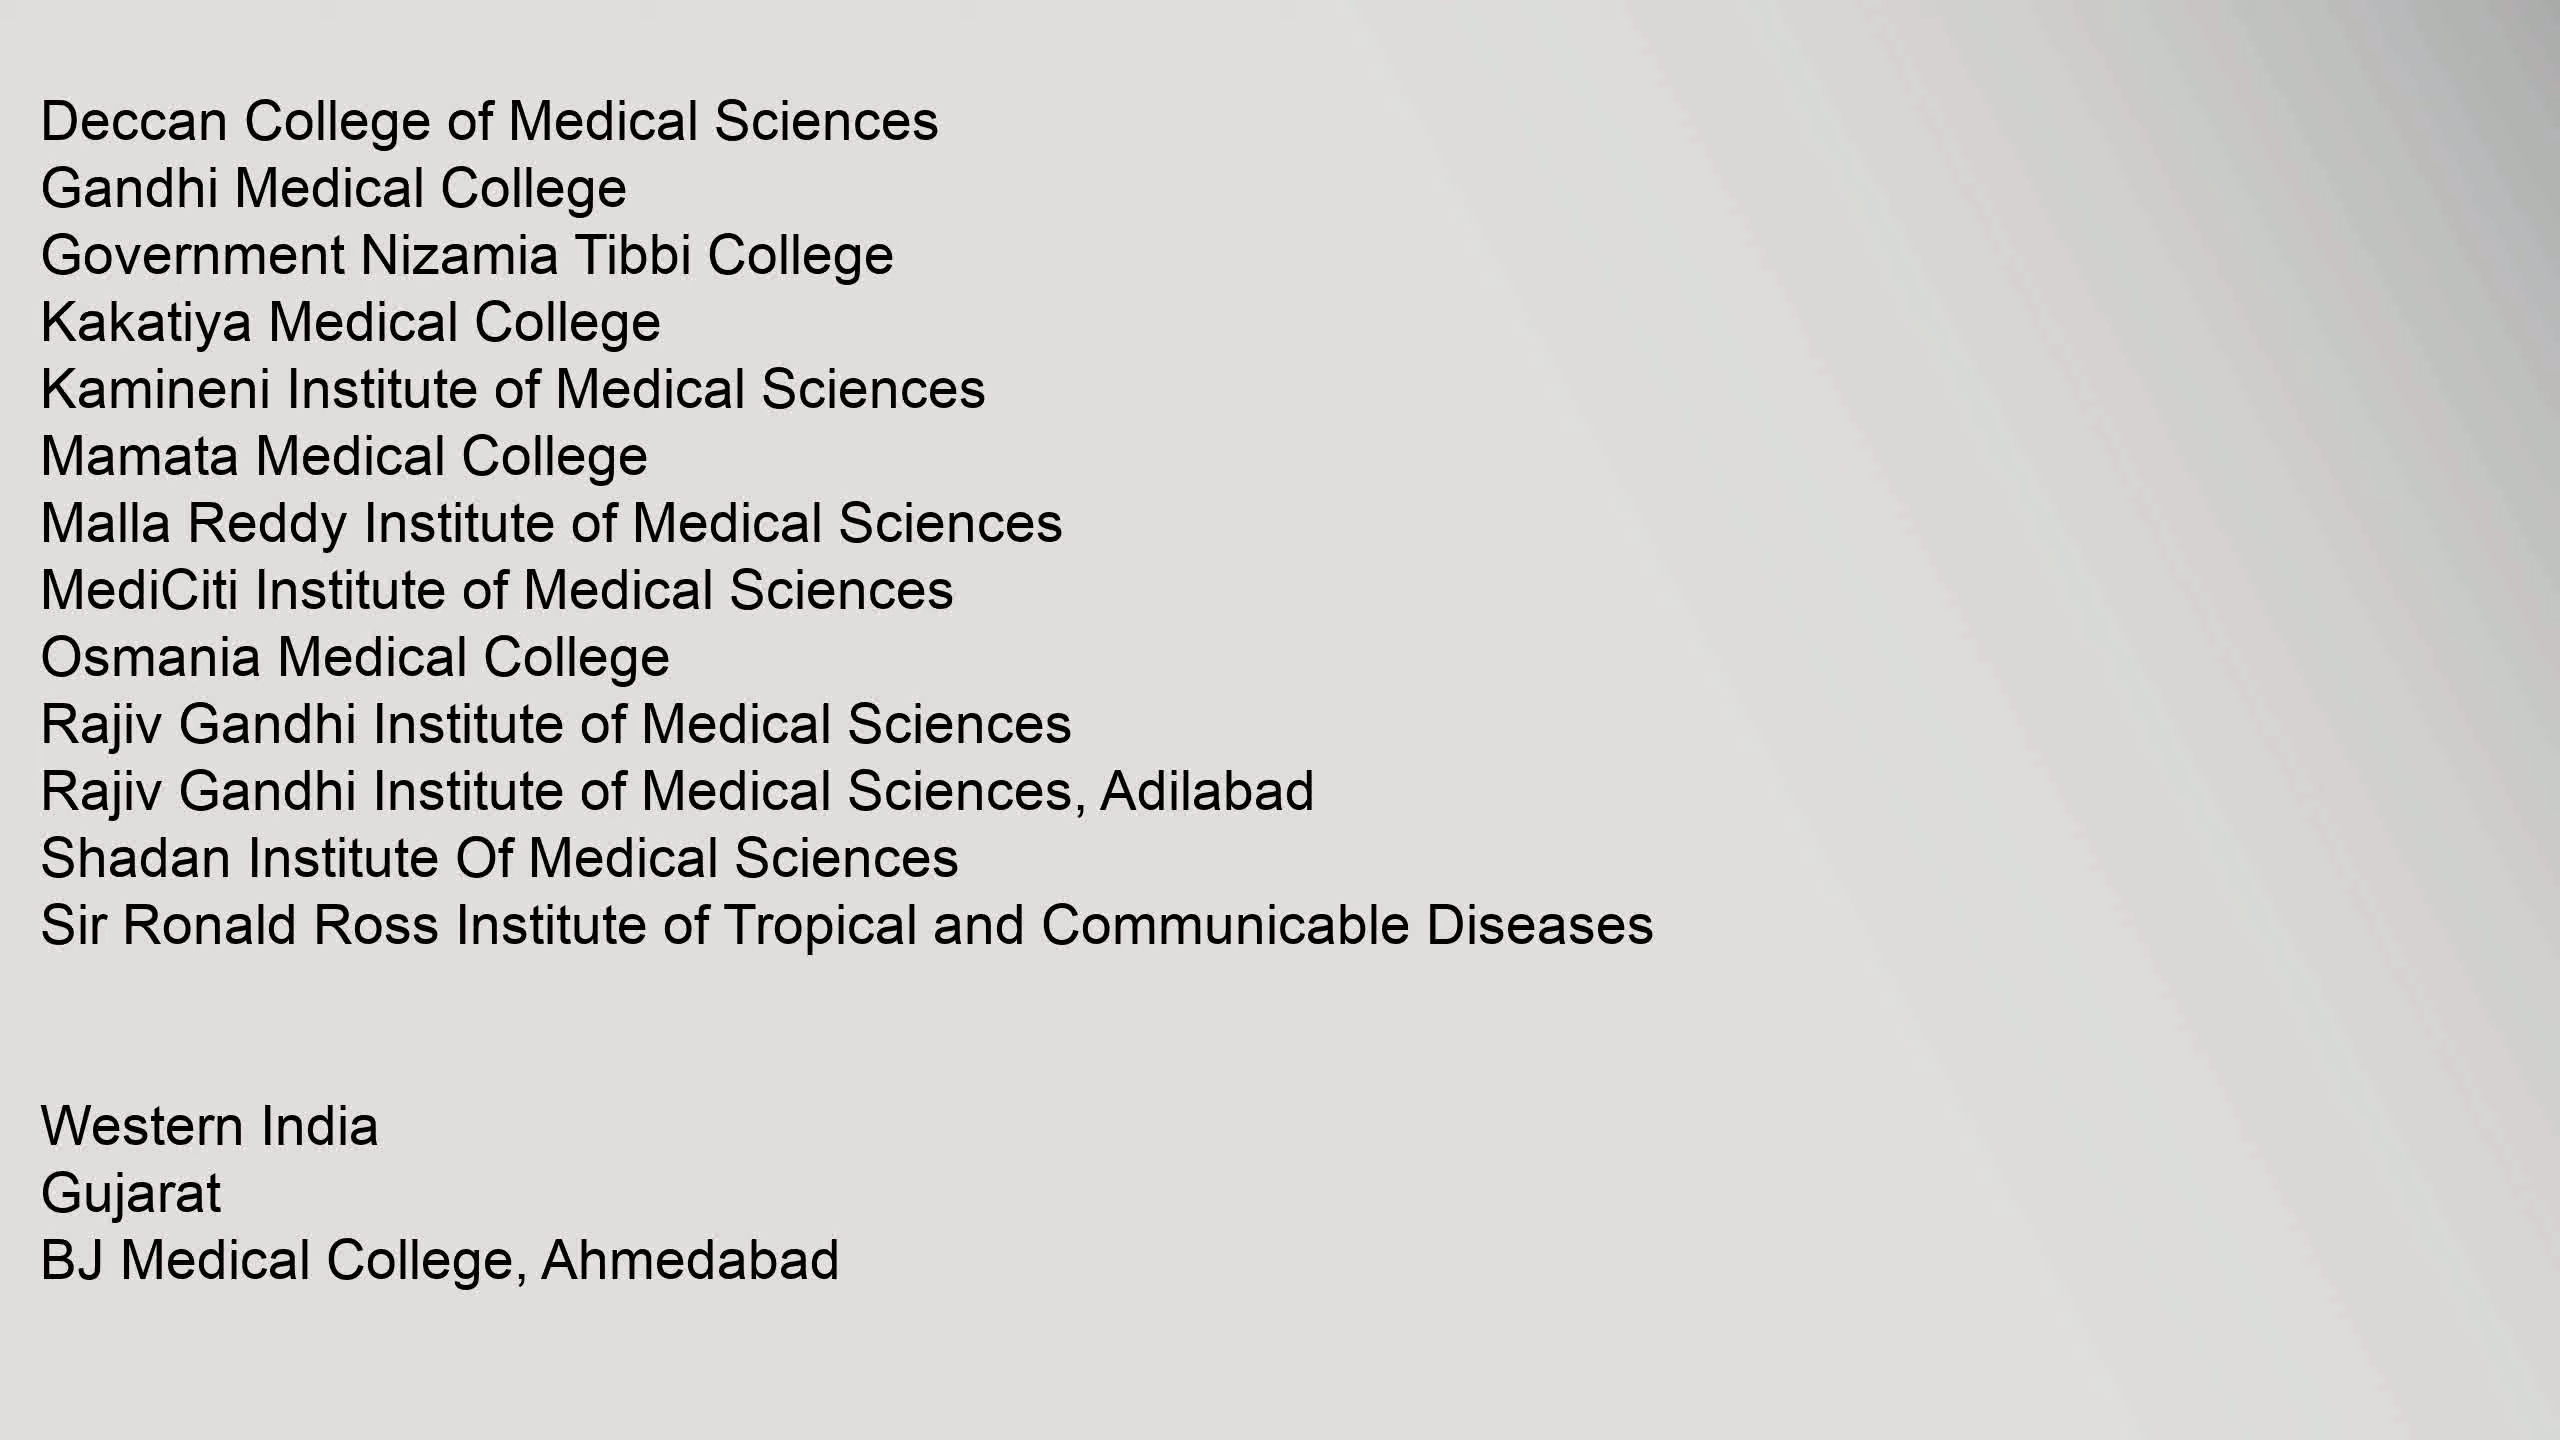 Deccan College of Medical Sciences
Gandhi Medical College
Government Nizamia Tibbi College
Kakatiya Medical College
Kamineni Institute of Medical Sciences
Mamata Medical College
Malla Reddy Institute of Medical Sciences
MediCiti Institute of Medical Sciences
Osmania Medical College
Rajiv Gandhi Institute of Medical Sciences
Rajiv Gandhi Institute of Medical Sciences, Adilabad
Shadan Institute Of Medical Sciences
Sir Ronald Ross Institute of Tropical and Communicable Diseases
Western India
Gujarat
BJ Medical College, Ahmedabad